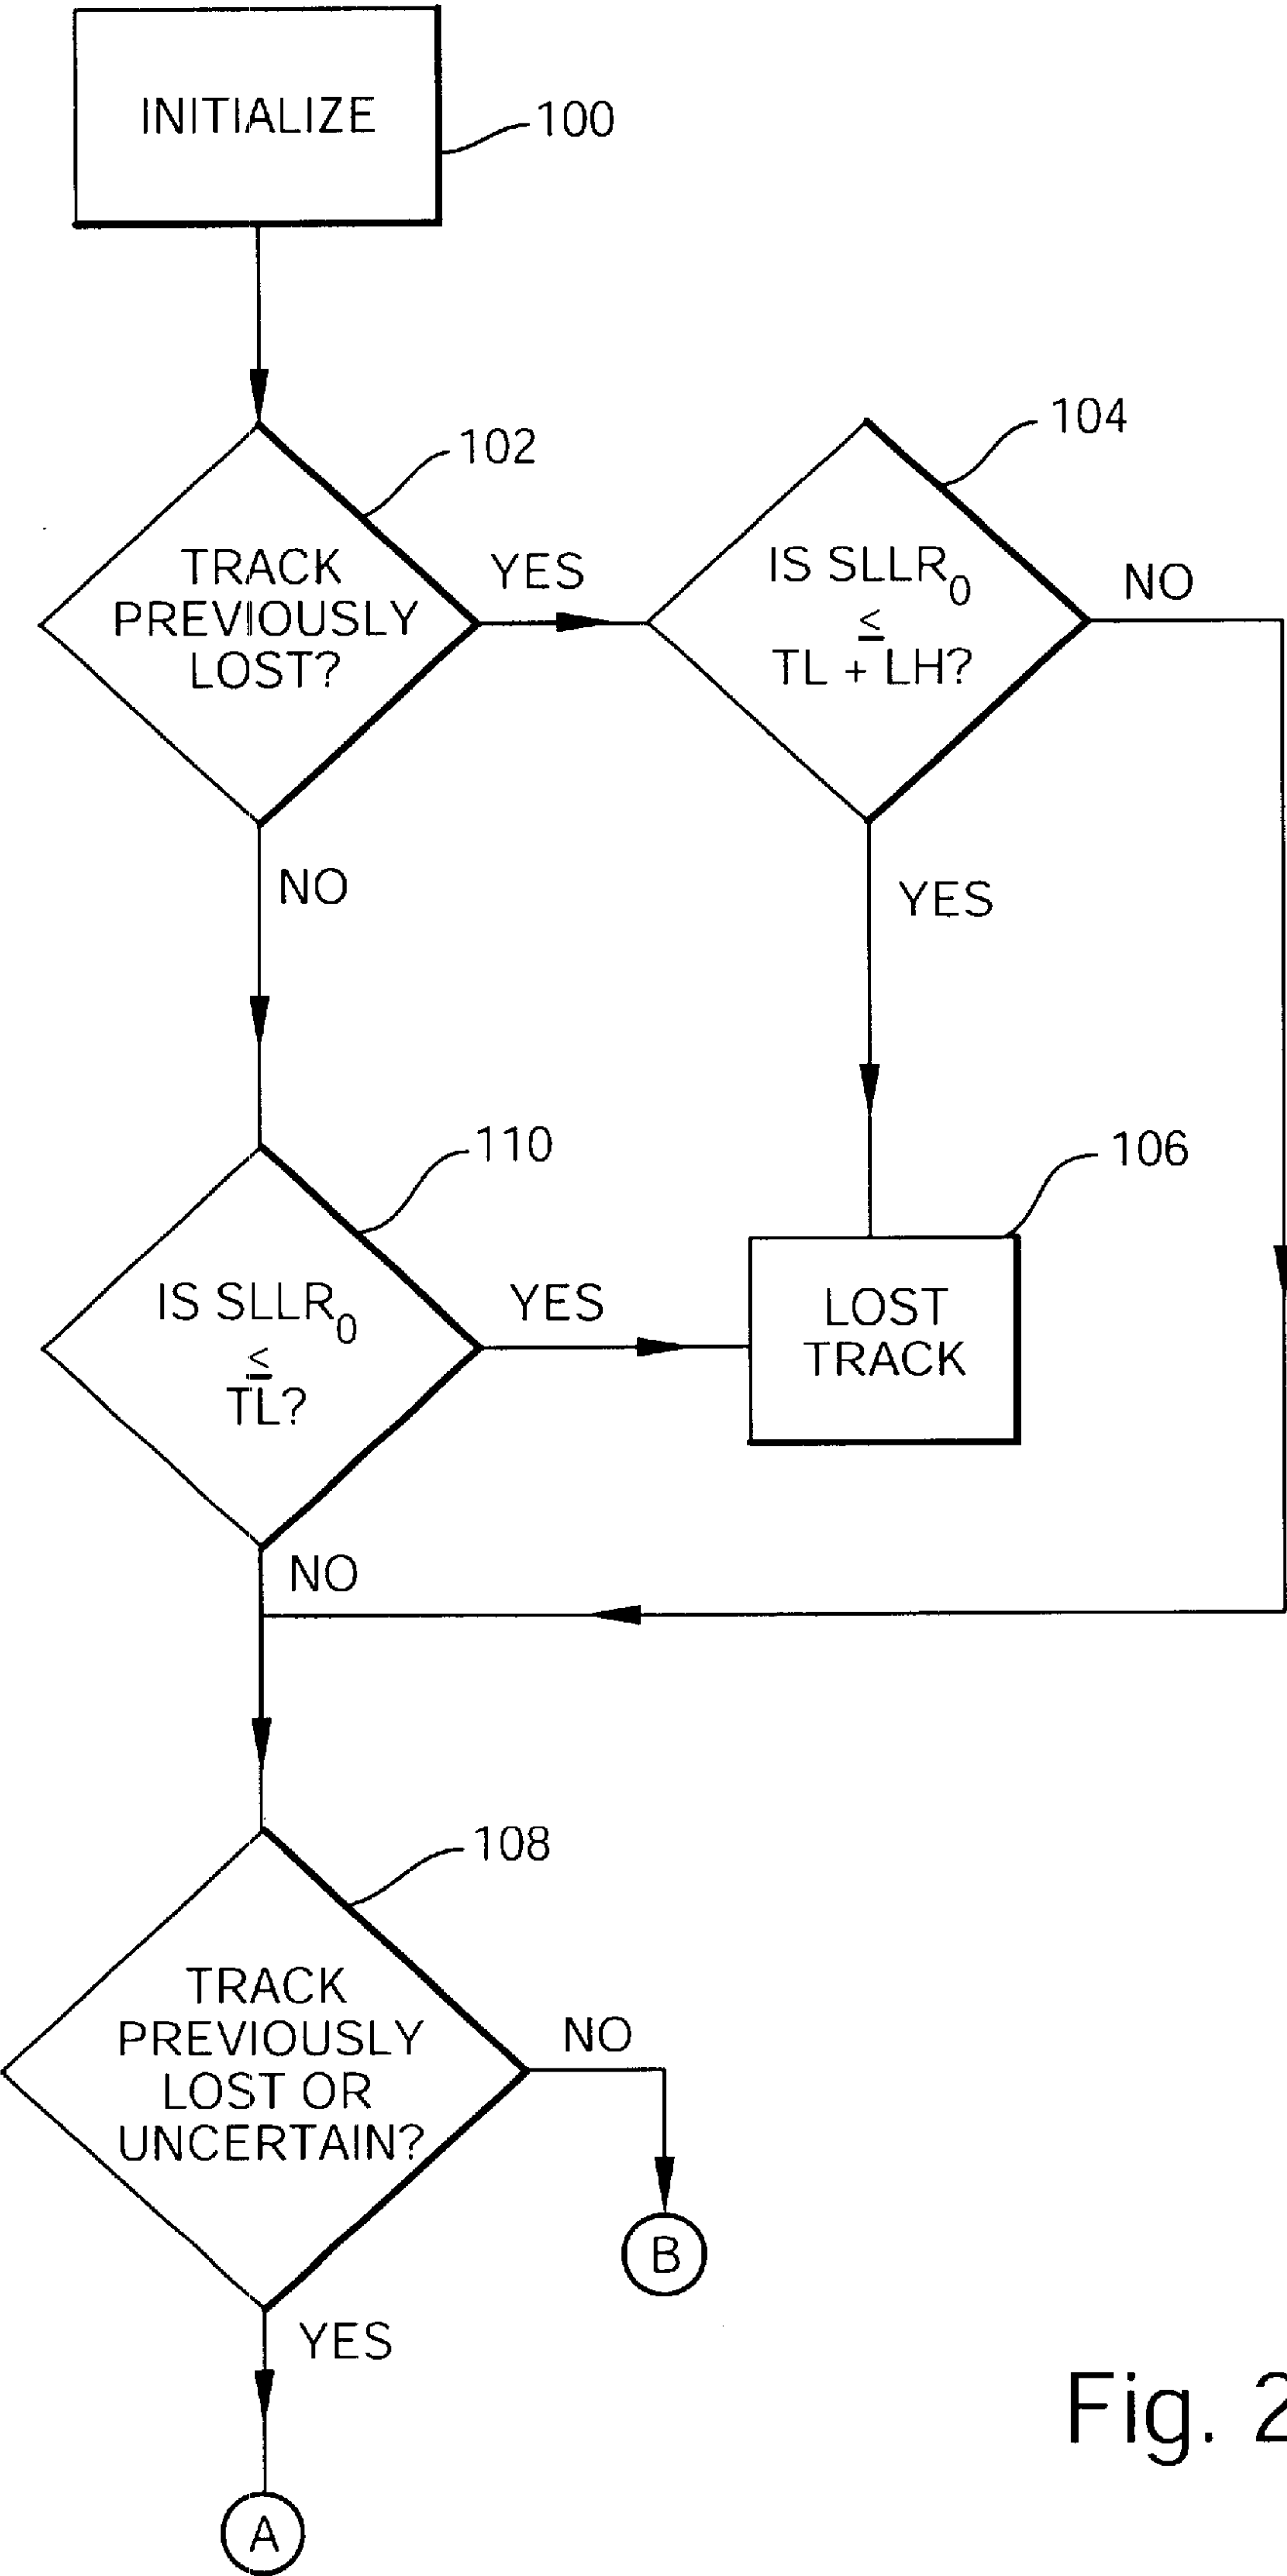 INITIALIZE
100
102
TRACK
PREVIOUSLY
LOST?
YES
104
IS SLLR0
≤
TL + LH?
NO
NO
YES
110
IS SLLR0
≤
TL?
YES
106
LOST
TRACK
NO
108
TRACK
PREVIOUSLY
LOST OR
UNCERTAIN?
NO
B
YES
A
Fig. 2